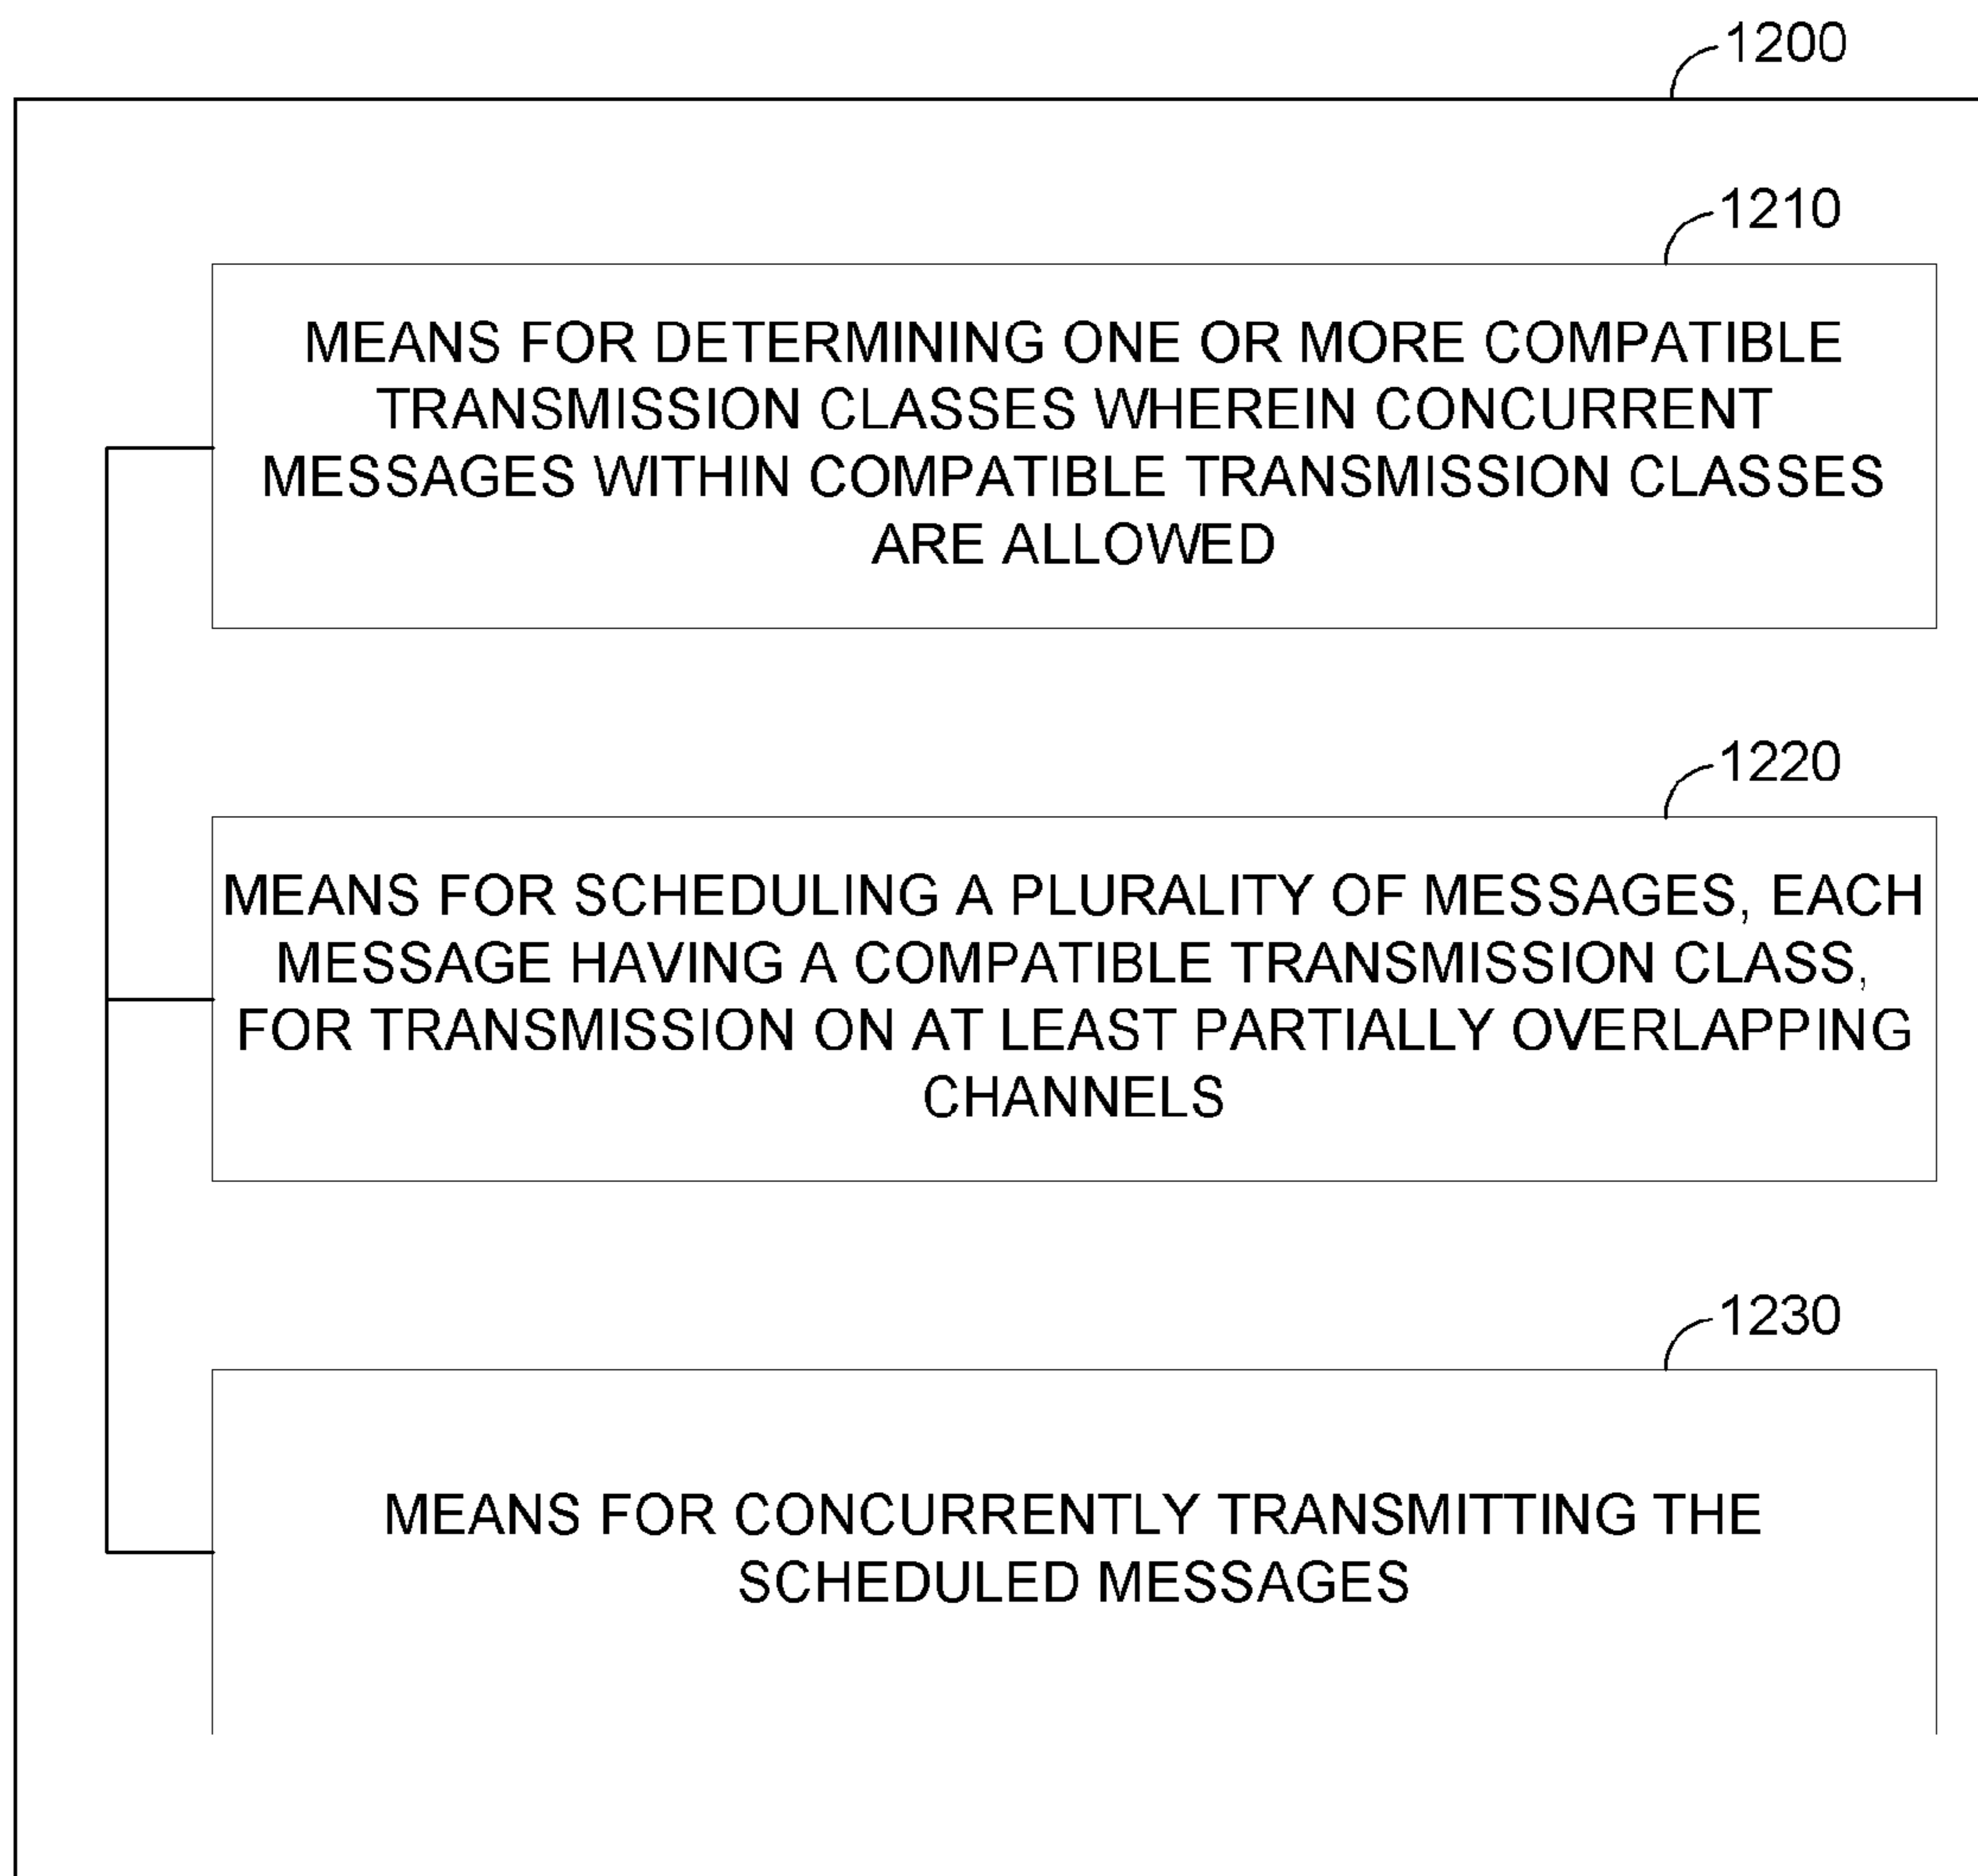 1200
1210
MEANS FOR DETERMINING ONE OR MORE COMPATIBLE
TRANSMISSION CLASSES WHEREIN CONCURRENT
MESSAGES WITHIN COMPATIBLE TRANSMISSION CLASSES
ARE ALLOWED
1220
MEANS FOR SCHEDULING A PLURALITY OF MESSAGES, EACH
MESSAGE HAVING A COMPATIBLE TRANSMISSION CLASS,
FOR TRANSMISSION ON AT LEAST PARTIALLY OVERLAPPING
CHANNELS
1230
MEANS FOR CONCURRENTLY TRANSMITTING THE
SCHEDULED MESSAGES